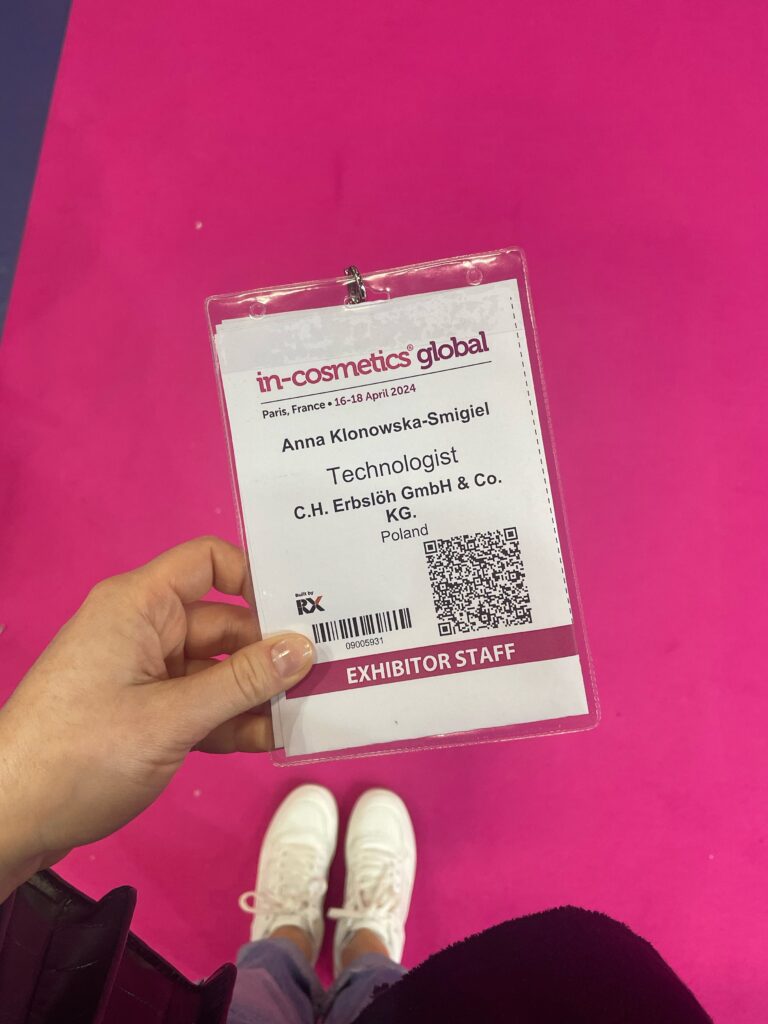 in-cosmetics® global
Paris, France • 16-18 April 2024
Anna Klonowska-Smigiel
Technologist
C.H. Erbslöh GmbH & Co.
KG.
Poland
Built by
RX
09005931
EXHIBITOR STAFF